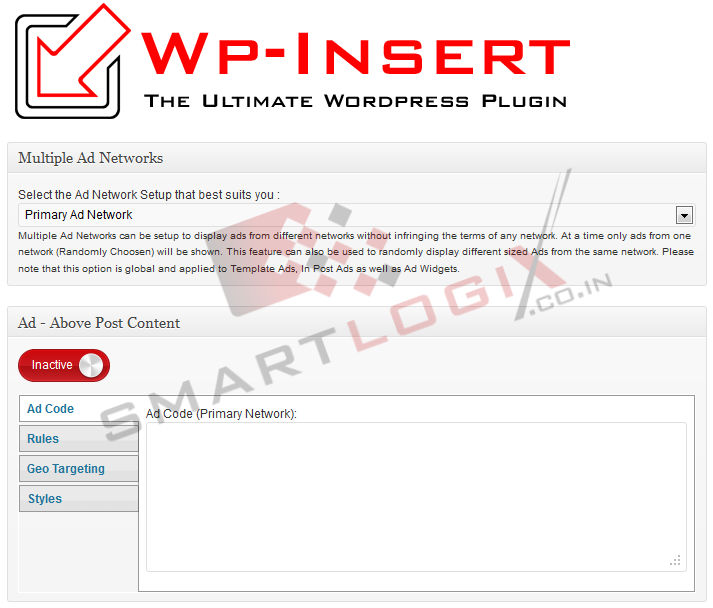 WP-INSERT
THE ULTIMATE WORDPRESS PLUGIN
Multiple Ad Networks
Select the Ad Network Setup that best suits you :
Primary Ad Network
Multiple Ad Networks can be setup to display ads from different networks without infringing the terms of any network. At a time only ads from one
network (Randomly Choosen) will be shown. This feature can also be used to randomly display different sized Ads from the same network. Please
note that this option is global and applied to Template Ads, In Post Ads as well as Ad Widgets.
SMARTLOGIX.CO.IN
Ad - Above Post Content
Inactive
Ad Code
Ad Code (Primary Network):
Rules
Geo Targeting
Styles